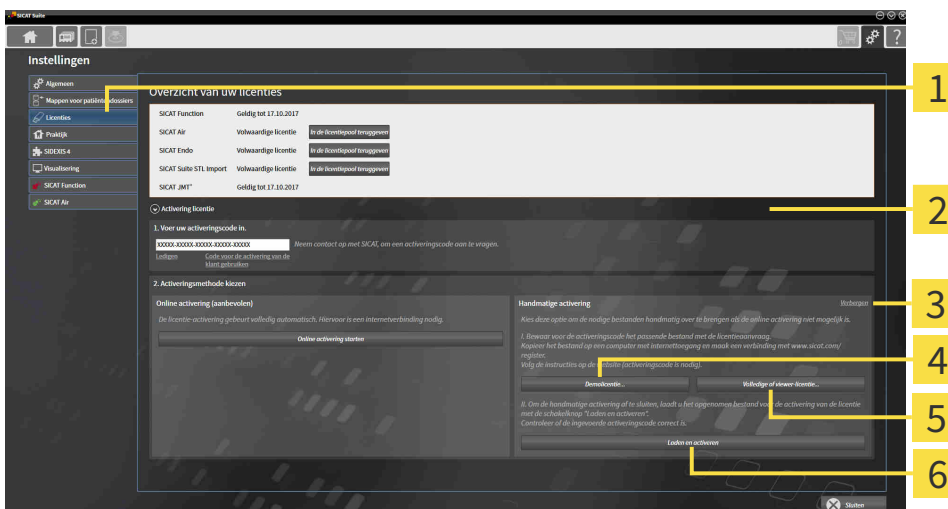 SICAT Suite
Instellingen
Algemeen
Mappen voor patiëntendossiers
Licenties
Praktijk
SIDEXIS 4
Visualisering
SICAT Function
SICAT Air
Overzicht van uw licenties
SICAT Function Geldig tot 17.10.2017
SICAT Air Volwaardige licentie In de licentiepool teruggeven
SICAT Endo Volwaardige licentie In de licentiepool teruggeven
SICAT Suite STL Import Volwaardige licentie In de licentiepool teruggeven
SICAT JMT+ Geldig tot 17.10.2017
Activering licentie
1. Voer uw activeringscode in.
XXXXX-XXXXX-XXXXX-XXXXX-XXXXX
Neem contact op met SICAT, om een activeringscode aan te vragen.
Ledigen
Code voor de activering van de
klant gebruiken
2. Activeringsmethode kiezen
Online activering (aanbevolen)
De licentie-activering gebeurt volledig automatisch. Hiervoor is een internetverbinding nodig.
Online activering starten
Handmatige activering
Verbergen
Kies deze optie om de nodige bestanden handmatig over te brengen als de online activering niet mogelijk is.
I. Bewaar voor de activeringscode het passende bestand met de licentieaanvraag.
Kopieer het bestand op een computer met internettoegang en maak een verbinding met www.sicat.com/
register.
Volg de instructies op de website (activeringscode is nodig).
Demolicentie...
Volledige of viewer-licentie...
II. Om de handmatige activering af te sluiten, laadt u het opgenomen bestand voor de activering van de licentie
met de schakelknop "Laden en activeren".
Controleer of de ingevoerde activeringscode correct is.
Laden en activeren
Sluiten
1
2
3
4
5
6